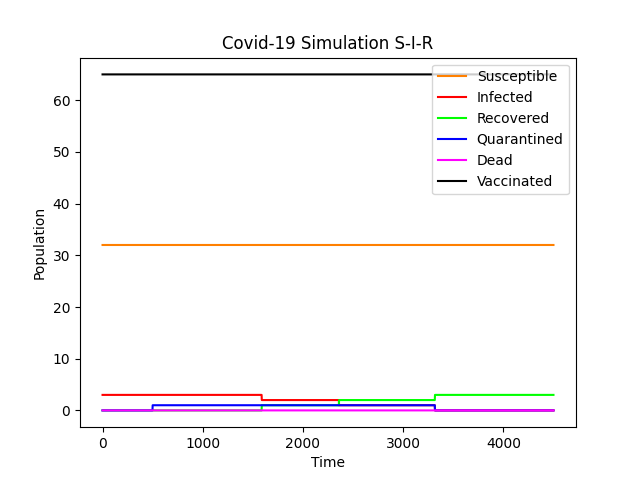 Covid-19 Simulation S-I-R
Susceptible
Infected
Recovered
Quarantined
Dead
Vaccinated
Population
60
50
40
30
20
10
0
0 1000 2000 3000 4000
Time